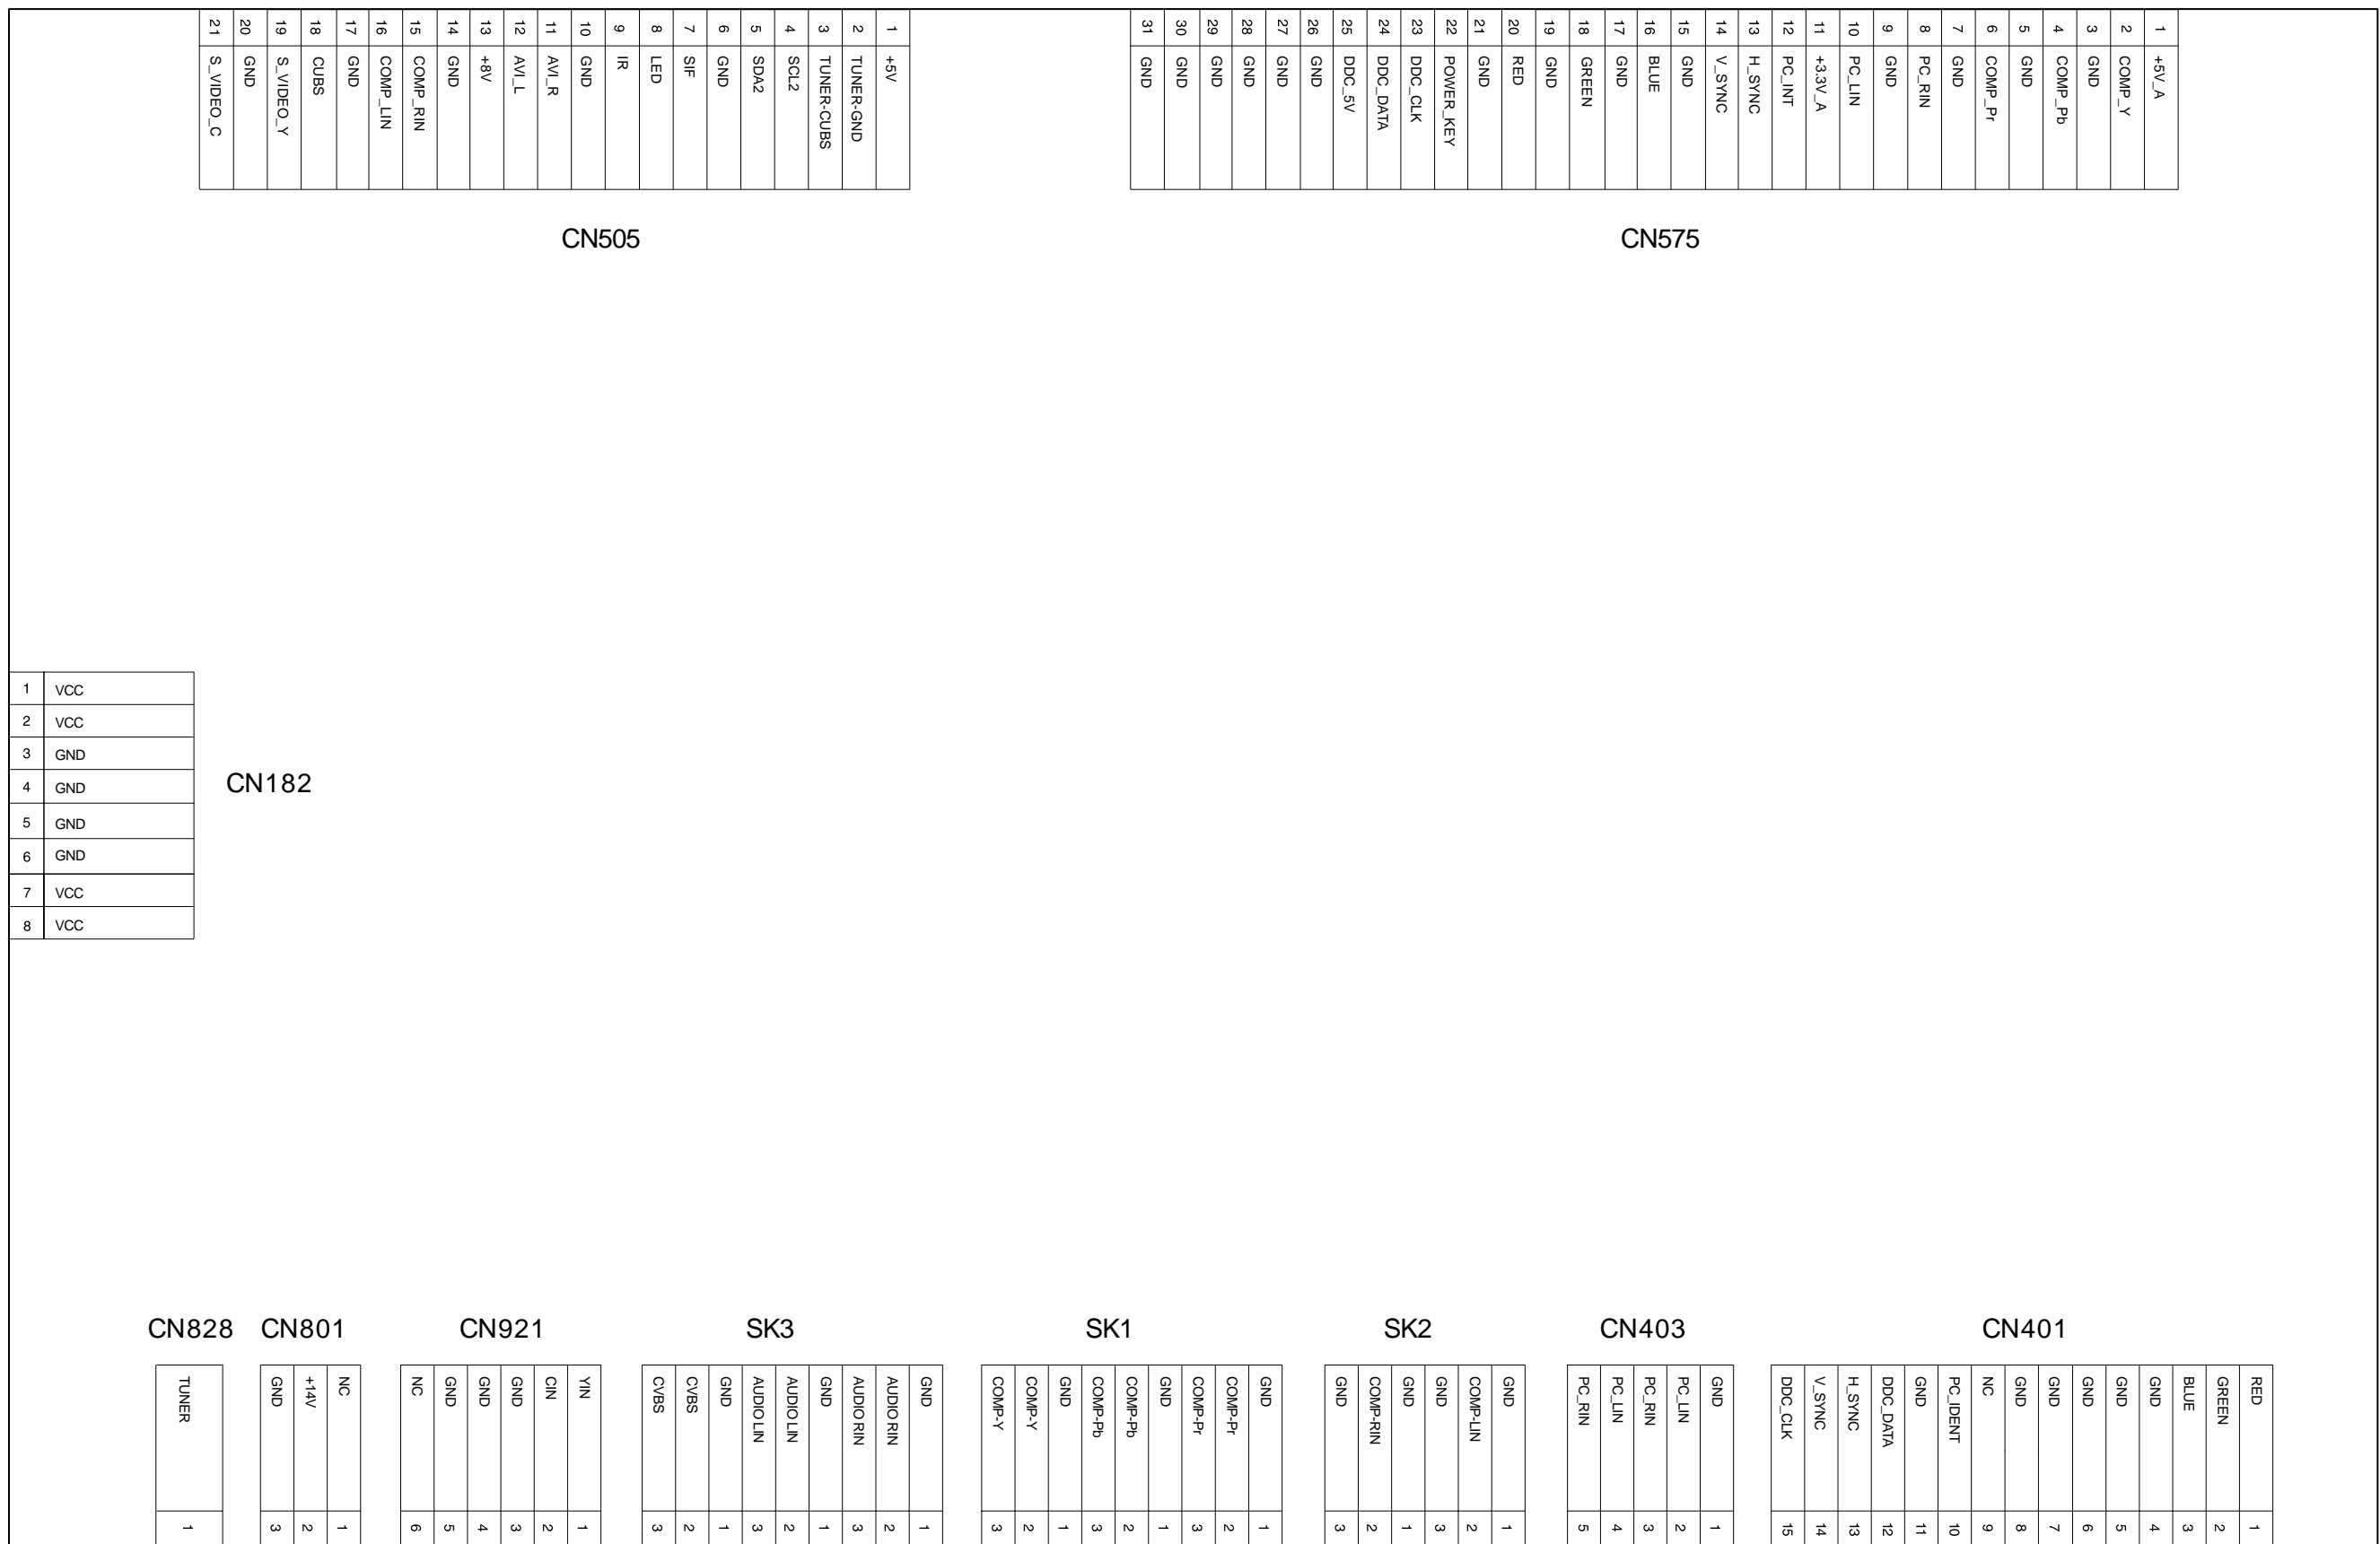 21 S_VIDEO_C
20 GND
19 S_VIDEO_Y
18 CUBS
17 GND
16 COMP_LIN
15 COMP_RIN
14 GND
13 +8V
12 AVI_L
11 AVI_R
10 GND
9 IR
8 LED
7 SIF
6 GND
5 SDA2
4 SCL2
3 TUNER-CUBS
2 TUNER-GND
1 +5V
CN505
31 GND
30 GND
29 GND
28 GND
27 GND
26 GND
25 DDC_5V
24 DDC_DATA
23 DDC_CLK
22 POWER_KEY
21 GND
20 RED
19 GND
18 GREEN
17 GND
16 BLUE
15 GND
14 V_SYNC
13 H_SYNC
12 PC_INT
11 +3.3V_A
10 PC_LIN
9 GND
8 PC_RIN
7 GND
6 COMP_Pr
5 GND
4 COMP_Pb
3 GND
2 COMP_Y
1 +5V_A
CN575
1 VCC
2 VCC
3 GND
4 GND
5 GND
6 GND
7 VCC
8 VCC
CN182
CN828
TUNER 1
CN801
GND 3
+14V 2
NC 1
CN921
NC 6
GND 5
GND 4
GND 3
CIN 2
YIN 1
SK3
CVBS 3
CVBS 2
GND 1
AUDIO LIN 3
AUDIO LIN 2
GND 1
AUDIO RIN 3
AUDIO RIN 2
GND 1
SK1
COMP-Y 3
COMP-Y 2
GND 1
COMP-Pb 3
COMP-Pb 2
GND 1
COMP-Pr 3
COMP-Pr 2
GND 1
SK2
GND 3
COMP-RIN 2
GND 1
GND 3
COMP-LIN 2
GND 1
CN403
PC_RIN 5
PC_LIN 4
PC_RIN 3
PC_LIN 2
GND 1
CN401
DDC_CLK 15
V_SYNC 14
H_SYNC 13
DDC_DATA 12
GND 11
PC_IDENT 10
NC 9
GND 8
GND 7
GND 6
GND 5
GND 4
BLUE 3
GREEN 2
RED 1